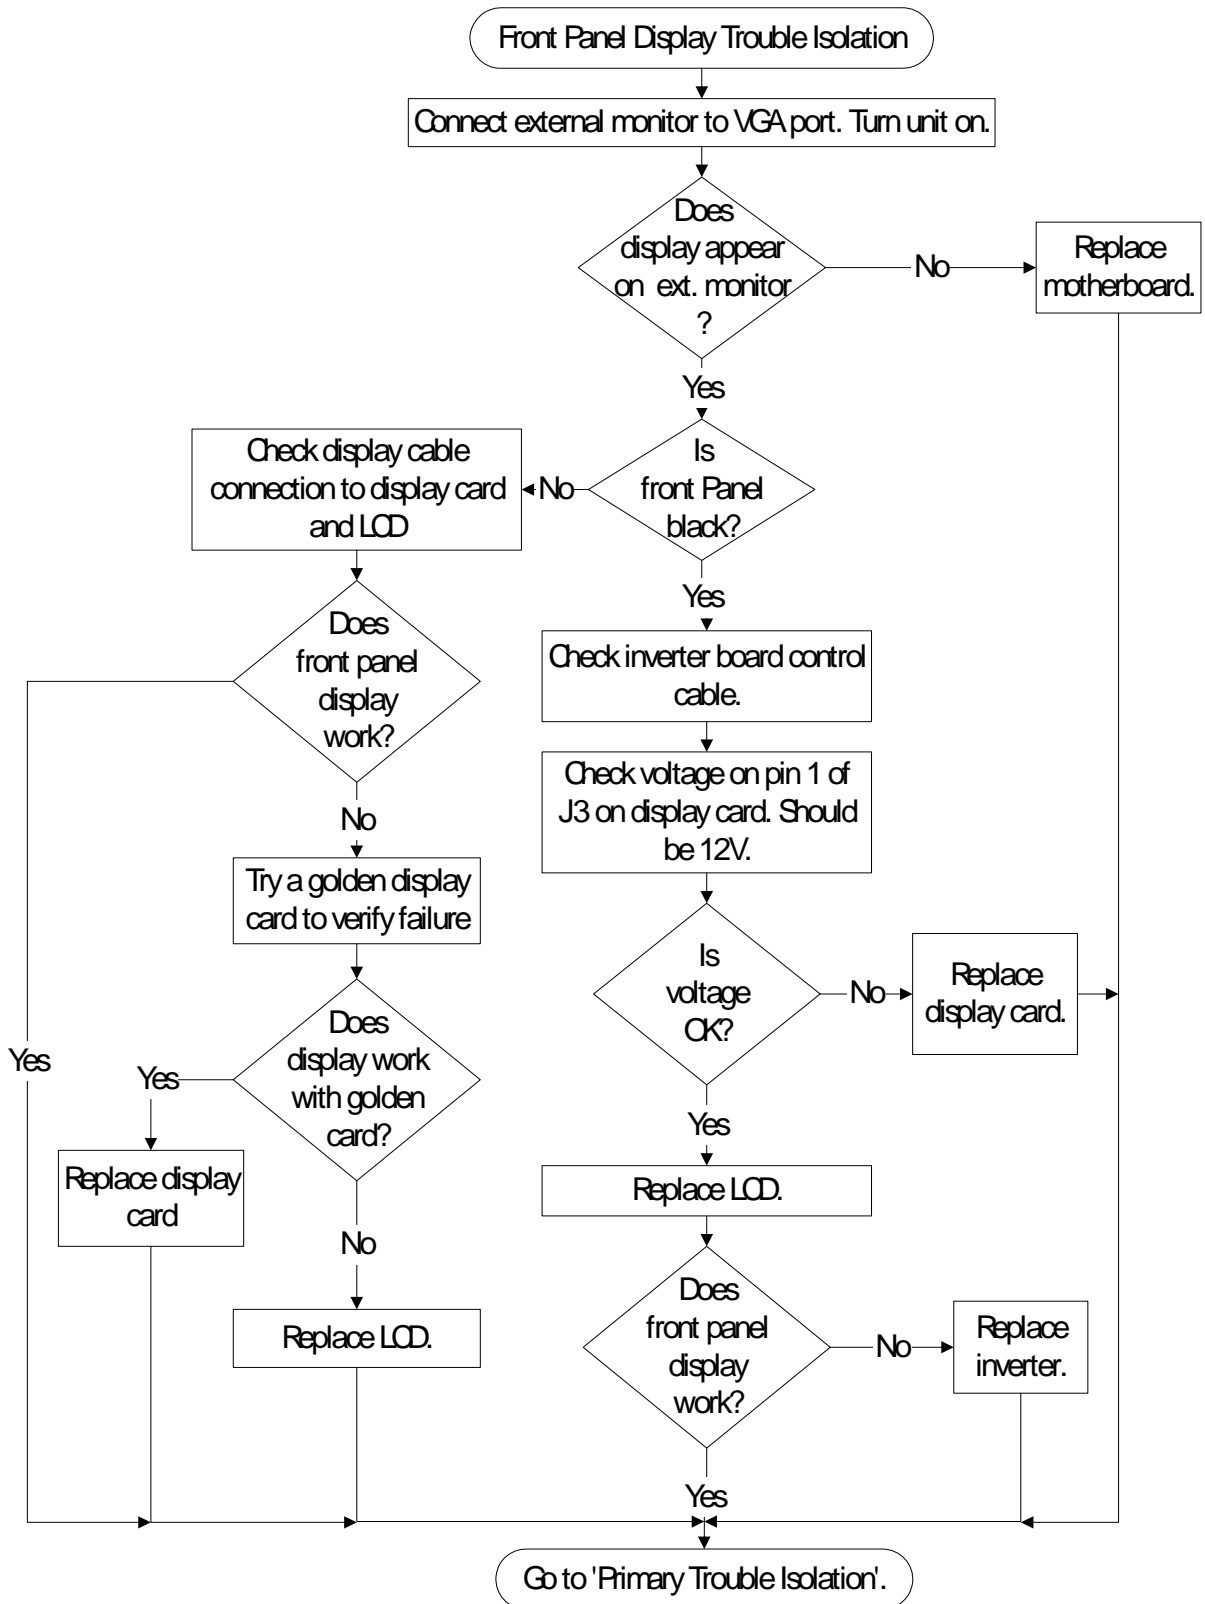 Front Panel Display Trouble Isolation
Connect external monitor to VGA port. Turn unit on.
Does
display appear
on ext. monitor
?
No
Replace
motherboard.
Yes
Is
front Panel
black?
No
Check display cable
connection to display card
and LCD
Yes
Does
front panel
display
work?
Check inverter board control
cable.
Check voltage on pin 1 of
J3 on display card. Should
be 12V.
No
Try a golden display
card to verify failure
Is
voltage
OK?
No
Replace
display card.
Does
display work
with golden
card?
Yes
Yes
Yes
Replace display
card
No
Replace LCD.
Replace LCD.
Does
front panel
display
work?
No
Replace
inverter.
Yes
Go to 'Primary Trouble Isolation'.